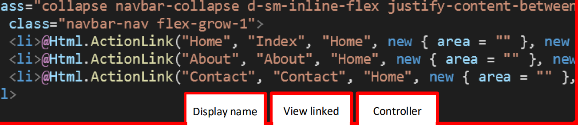 ass="collapse navbar-collapse d-sm-inline-flex justify-content-between
class="navbar-nav flex-grow-1">
<li>@Html.ActionLink("Home", "Index", "Home", new { area = "" }, new
<li>@Html.ActionLink("About", "About", "Home", new { area = "" }, new
<li>@Html.ActionLink("Contact", "Contact", "Home", new { area = "" },
l>
Display name View linked Controller